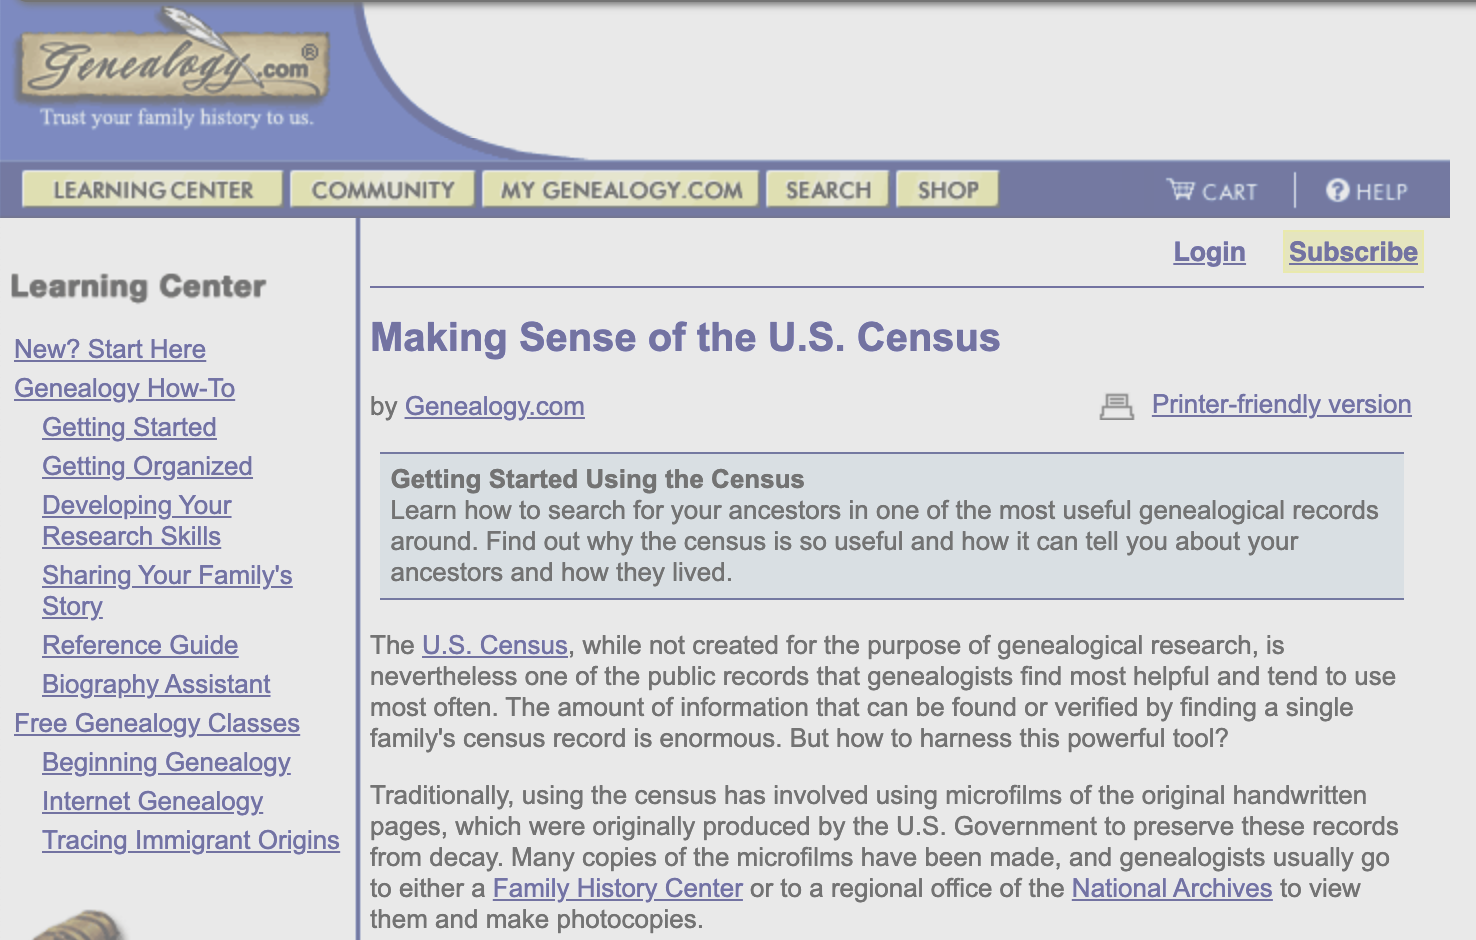 Genealogy.com®
Trust your family history to us.
LEARNING CENTER
COMMUNITY
MY GENEALOGY.COM
SEARCH
SHOP
CART
HELP
Login
Subscribe
Learning Center
New? Start Here
Genealogy How-To
Getting Started
Getting Organized
Developing Your
Research Skills
Sharing Your Family's
Story
Reference Guide
Biography Assistant
Free Genealogy Classes
Beginning Genealogy
Internet Genealogy
Tracing Immigrant Origins
Making Sense of the U.S. Census
by Genealogy.com
Printer-friendly version
Getting Started Using the Census
Learn how to search for your ancestors in one of the most useful genealogical records
around. Find out why the census is so useful and how it can tell you about your
ancestors and how they lived.
The U.S. Census, while not created for the purpose of genealogical research, is
nevertheless one of the public records that genealogists find most helpful and tend to use
most often. The amount of information that can be found or verified by finding a single
family's census record is enormous. But how to harness this powerful tool?
Traditionally, using the census has involved using microfilms of the original handwritten
pages, which were originally produced by the U.S. Government to preserve these records
from decay. Many copies of the microfilms have been made, and genealogists usually go
to either a Family History Center or to a regional office of the National Archives to view
them and make photocopies.